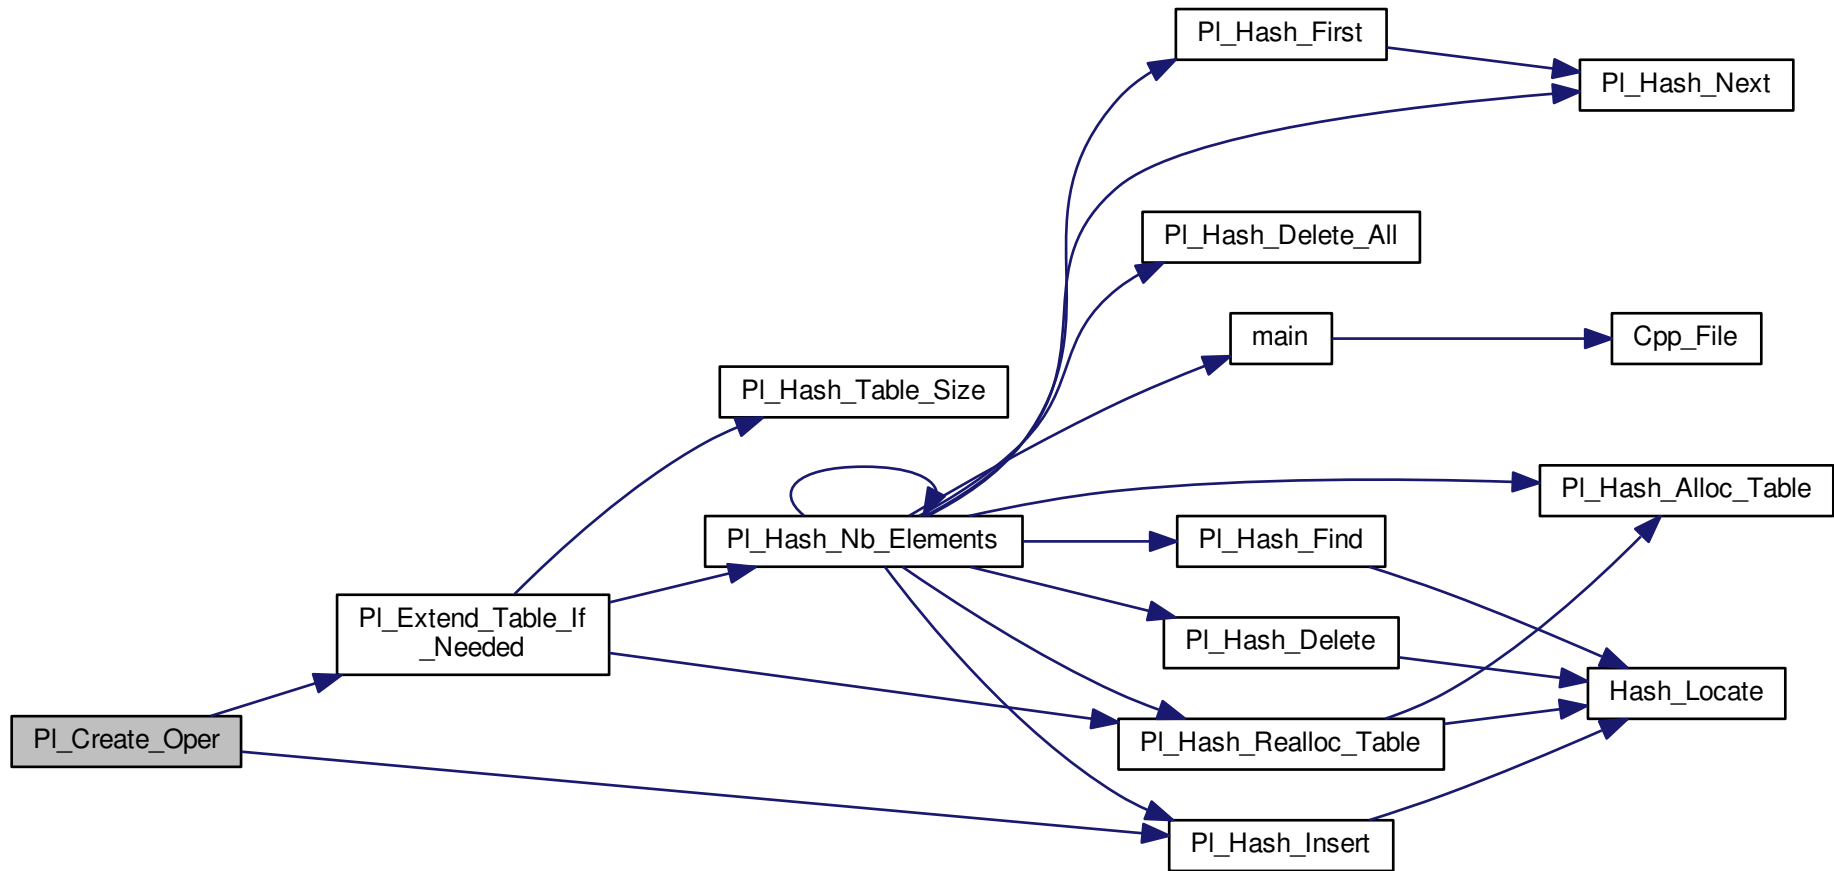 Pl_Hash_First
Pl_Hash_Next
Pl_Hash_Delete_All
main
Cpp_File
Pl_Hash_Table_Size
Pl_Hash_Alloc_Table
Pl_Hash_Nb_Elements
Pl_Hash_Find
Pl_Extend_Table_If
_Needed
Pl_Hash_Delete
Hash_Locate
Pl_Create_Oper
Pl_Hash_Realloc_Table
Pl_Hash_Insert